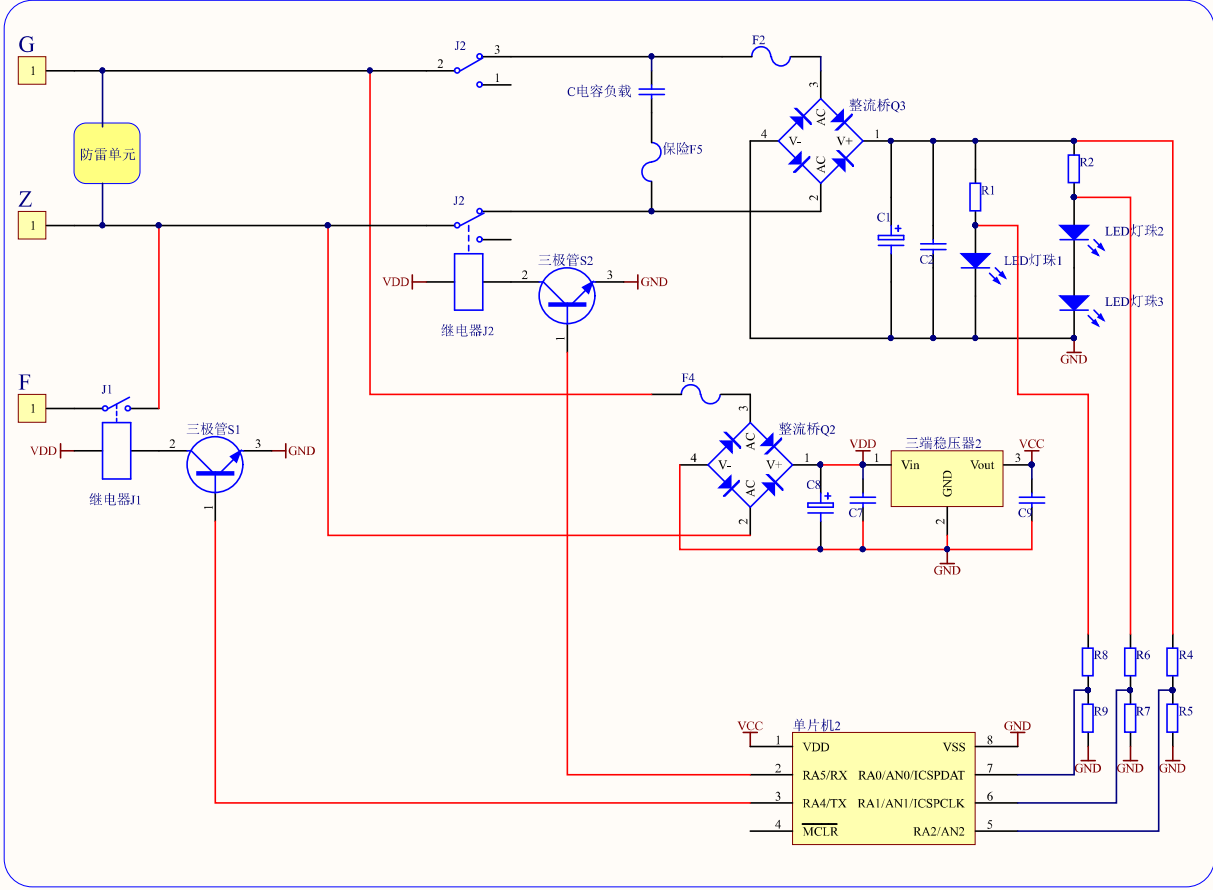 G
1
防雷单元
Z
1
F
1
J1
VDD
继电器J1
2
三极管S1
3
GND
1
J2
2
3
1
C电容负载
保险F5
F2
J2
VDD
继电器J2
2
三极管S2
3
GND
1
3
AC
整流桥Q3
4
V-
V+
1
AC
2
C1
+
C2
R1
LED灯珠1
R2
LED灯珠2
LED灯珠3
GND
F4
3
AC
整流桥Q2
4
V-
V+
1
AC
2
C8
+
VDD
C7
三端稳压器2
1
Vin
Vout
3
GND
2
VCC
C9
GND
R8
R6
R4
R9
R7
R5
GND
GND
GND
VCC
单片机2
GND
1
VDD
VSS
8
2
RA5/RX
RA0/AN0/ICSPDAT
7
3
RA4/TX
RA1/AN1/ICSPCLK
6
4
MCLR
RA2/AN2
5